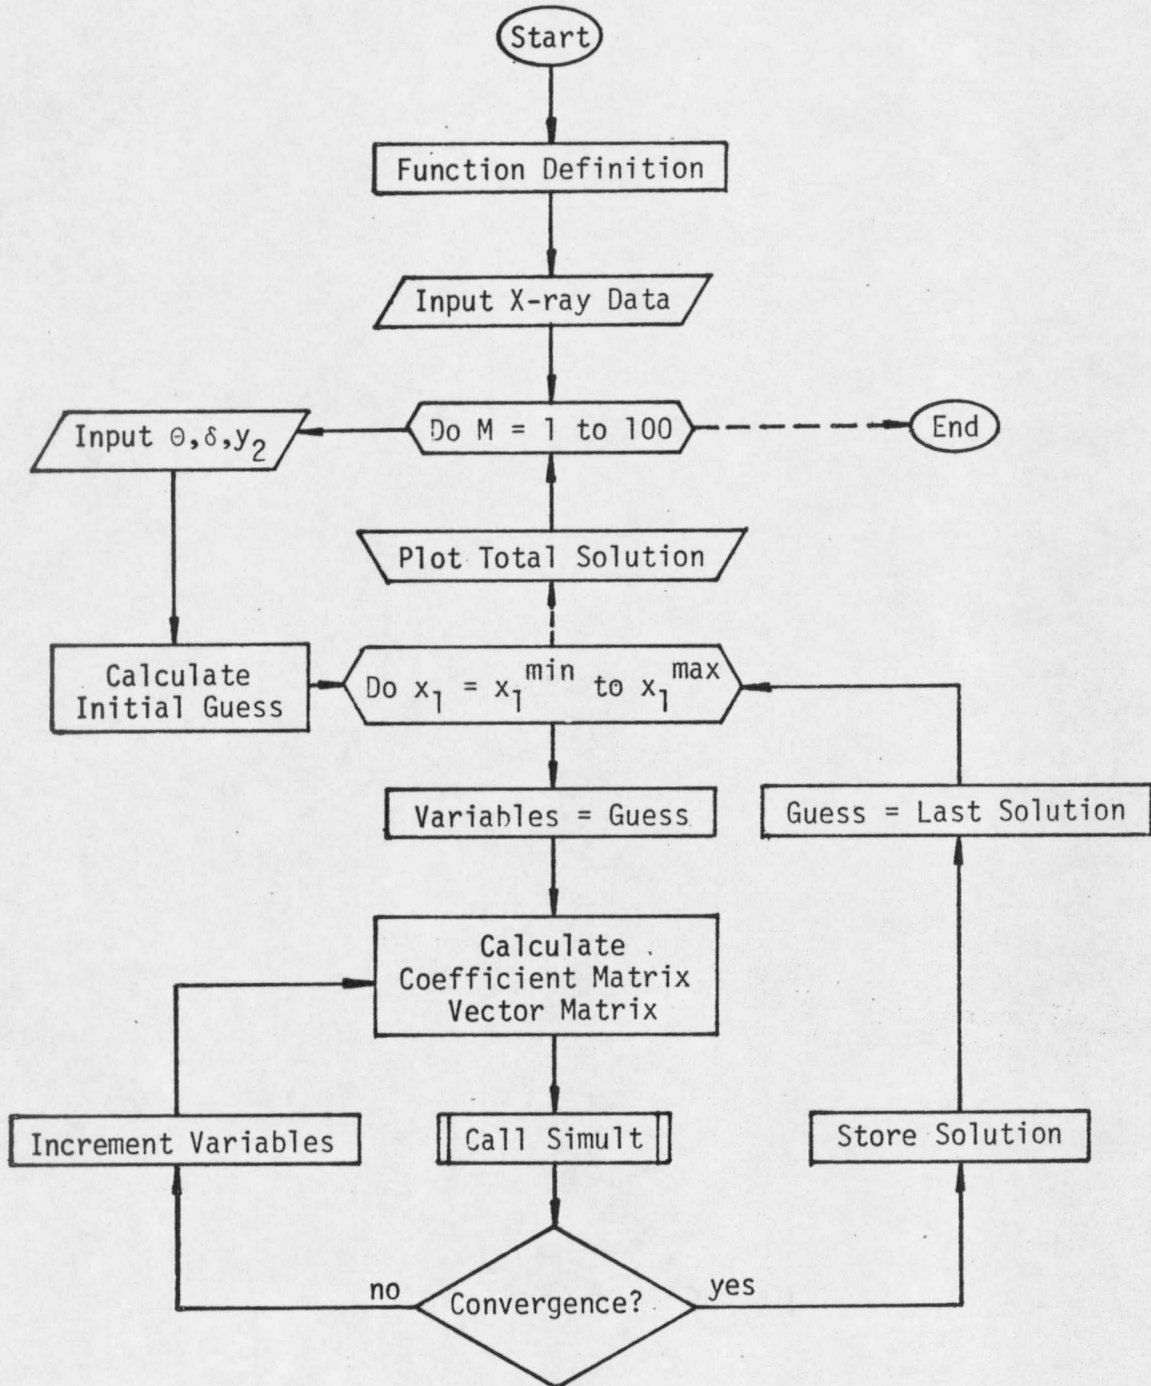 Start
Function Definition
Input X-ray Data
Input Θ,δ,y₂
Do M = 1 to 100
End
Plot Total Solution
Calculate
Initial Guess
Do x₁ = x₁ᵐⁱⁿ to x₁ᵐᵃˣ
Variables = Guess
Guess = Last Solution
Calculate
Coefficient Matrix
Vector Matrix
Increment Variables
Call Simult
Store Solution
no
Convergence?
yes